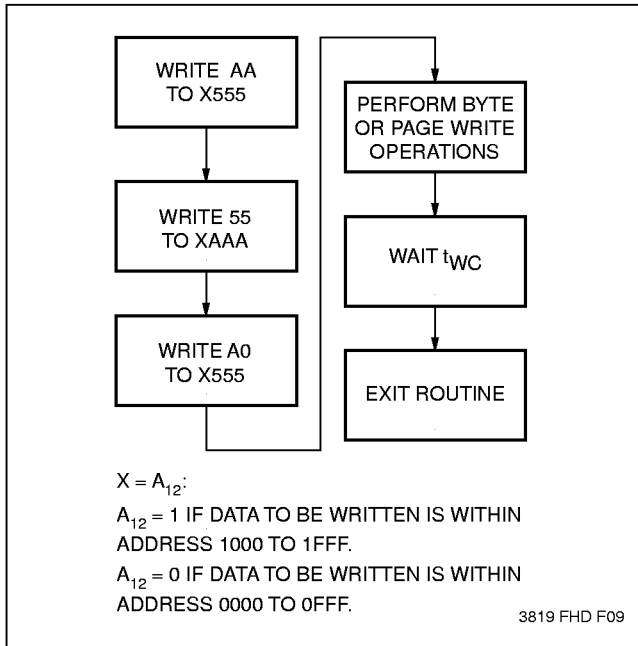 WRITE AA
TO X555
WRITE 55
TO XAAA
WRITE A0
TO X555
PERFORM BYTE
OR PAGE WRITE
OPERATIONS
WAIT tWC
EXIT ROUTINE
X = A12:
A12 = 1 IF DATA TO BE WRITTEN IS WITHIN
ADDRESS 1000 TO 1FFF.
A12 = 0 IF DATA TO BE WRITTEN IS WITHIN
ADDRESS 0000 TO 0FFF.
3819 FHD F09